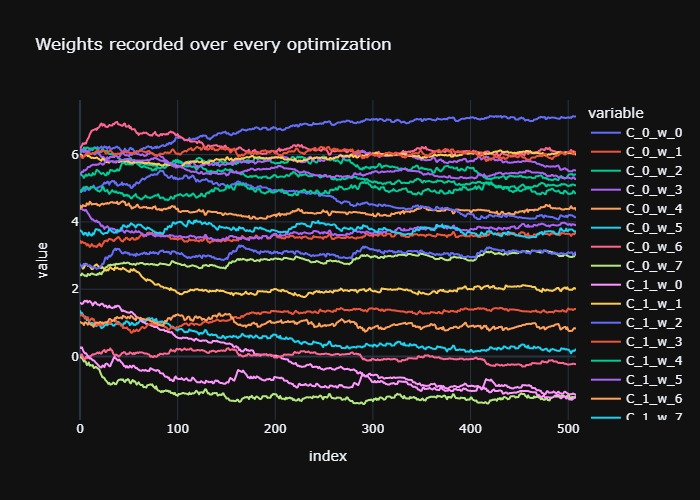 Weights recorded over every optimization
variable
C_0_w_0
C_0_w_1
C_0_w_2
C_0_w_3
C_0_w_4
C_0_w_5
C_0_w_6
C_0_w_7
C_1_w_0
C_1_w_1
C_1_w_2
C_1_w_3
C_1_w_4
C_1_w_5
C_1_w_6
C_1_w_7
value
6
4
2
0
0 100 200 300 400 500
index